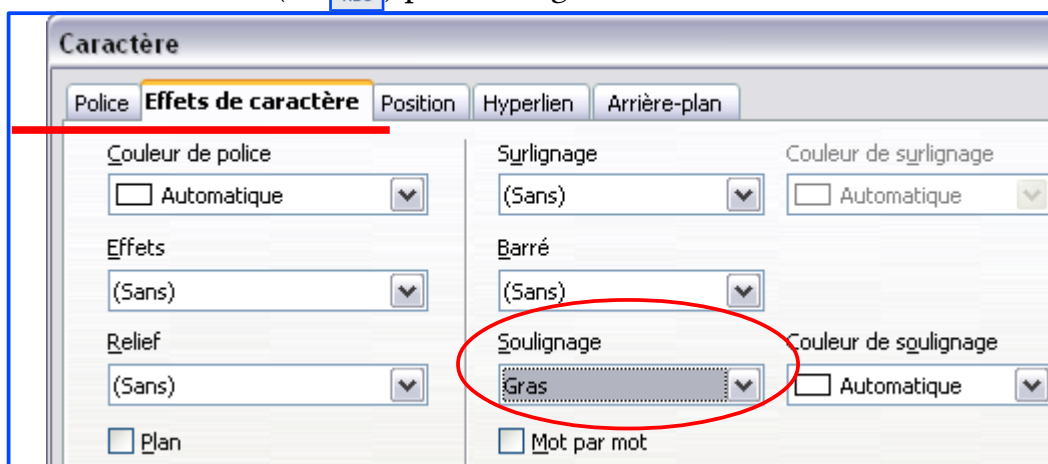 Caractère
Police Effets de caractère Position Hyperlien Arrière-plan
Couleur de police Surlignage Couleur de surlignage
Automatique (Sans) Automatique
Effets Barré
(Sans) (Sans)
Relief Soulignage Couleur de soulignage
(Sans) Gras Automatique
Plan Mot par mot